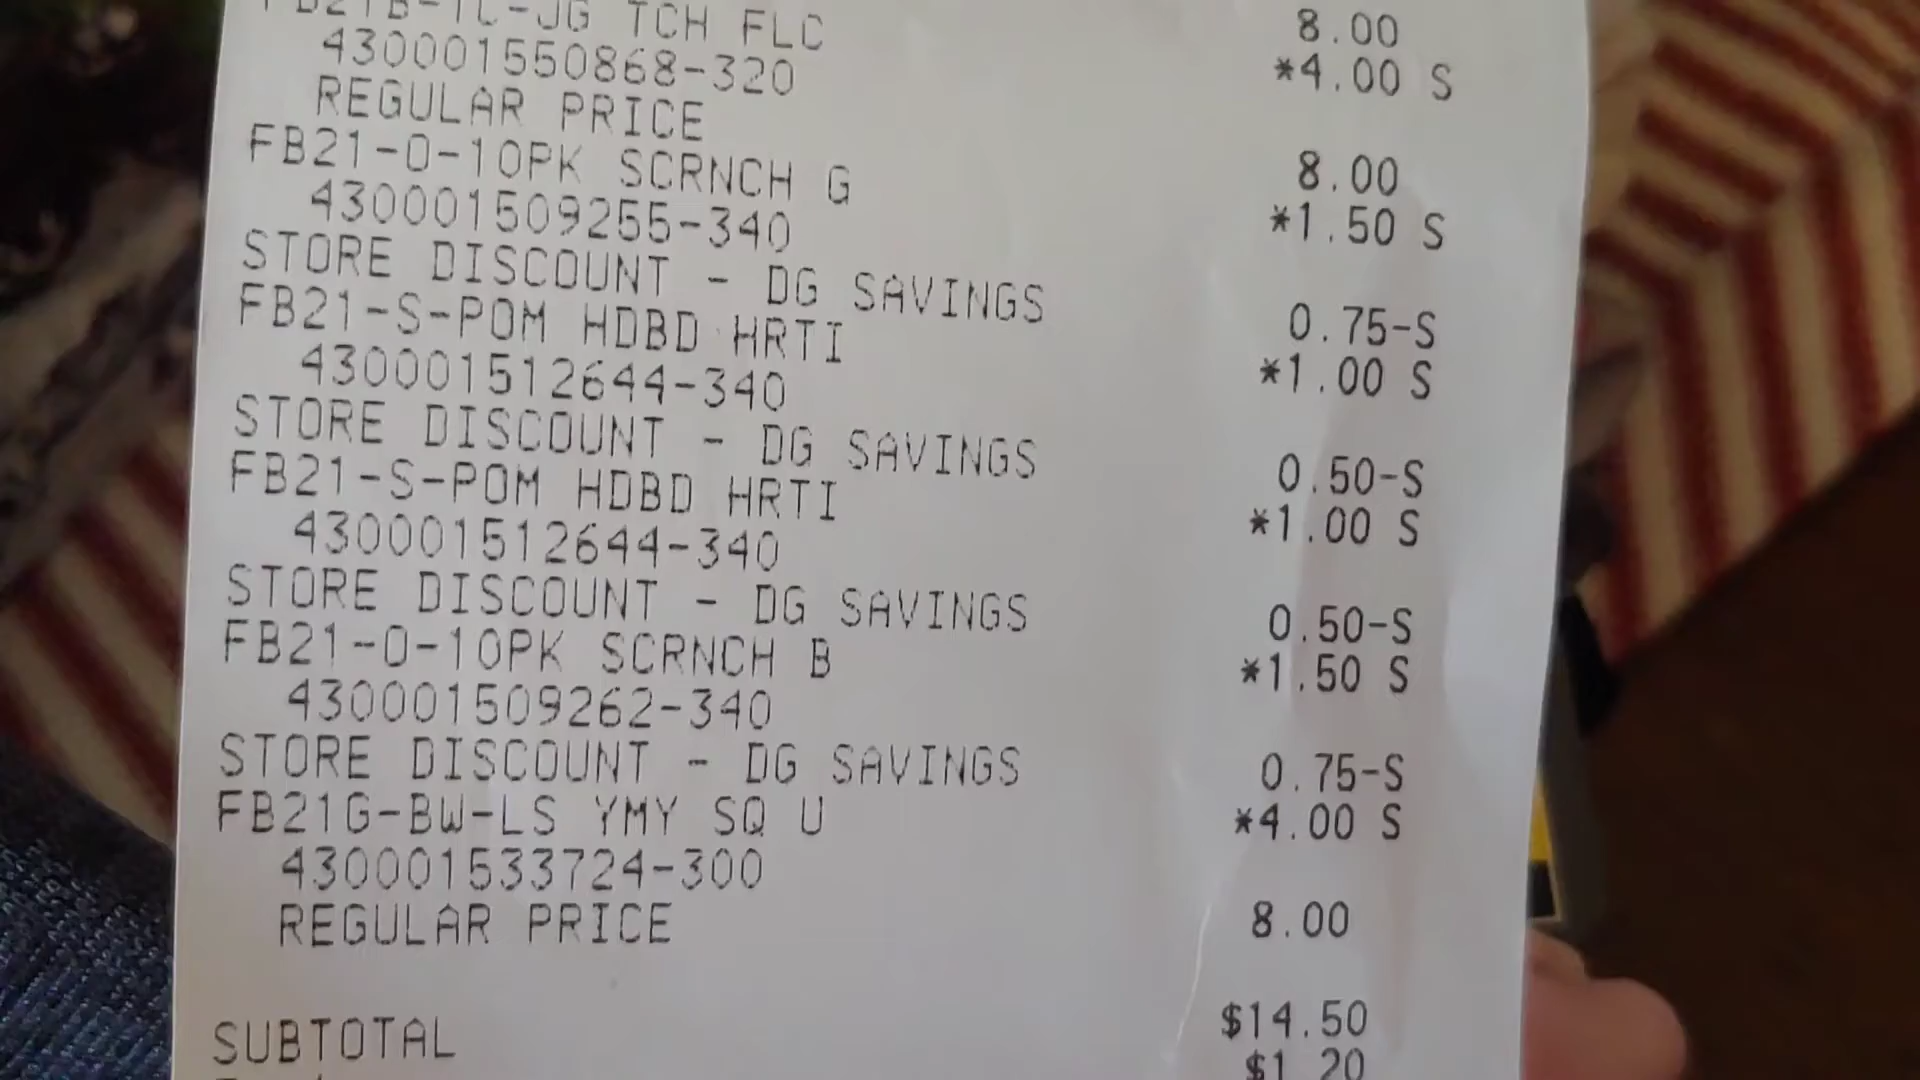 TCH FLC 8.00
430001550868-320 *4.00 S
REGULAR PRICE 8.00
FB21-O-10PK SCRNCH G *1.50 S
430001509255-340
STORE DISCOUNT - DG SAVINGS 0.75-S
FB21-S-POM HDBD HRTI *1.00 S
430001512644-340
STORE DISCOUNT - DG SAVINGS 0.50-S
FB21-S-POM HDBD HRTI *1.00 S
430001512644-340
STORE DISCOUNT - DG SAVINGS 0.50-S
FB21-O-10PK SCRNCH B *1.50 S
430001509262-340
STORE DISCOUNT - DG SAVINGS 0.75-S
FB21G-BW-LS YMY SQ U *4.00 S
430001533724-300
REGULAR PRICE 8.00
SUBTOTAL $14.50
$1.20